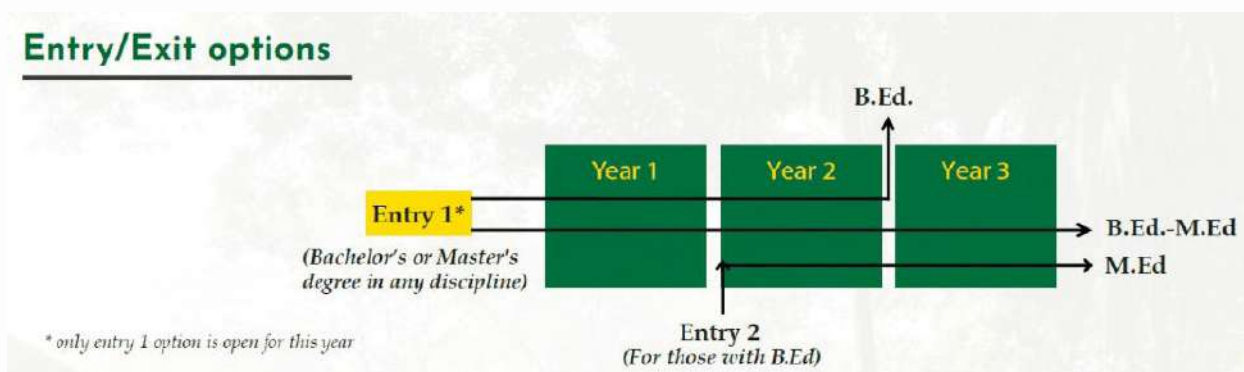 Entry/Exit options
B.Ed.
Year 1
Year 2
Year 3
Entry 1*
B.Ed.-M.Ed
(Bachelor's or Master's
degree in any discipline)
M.Ed
Entry 2
(For those with B.Ed)
* only entry 1 option is open for this year